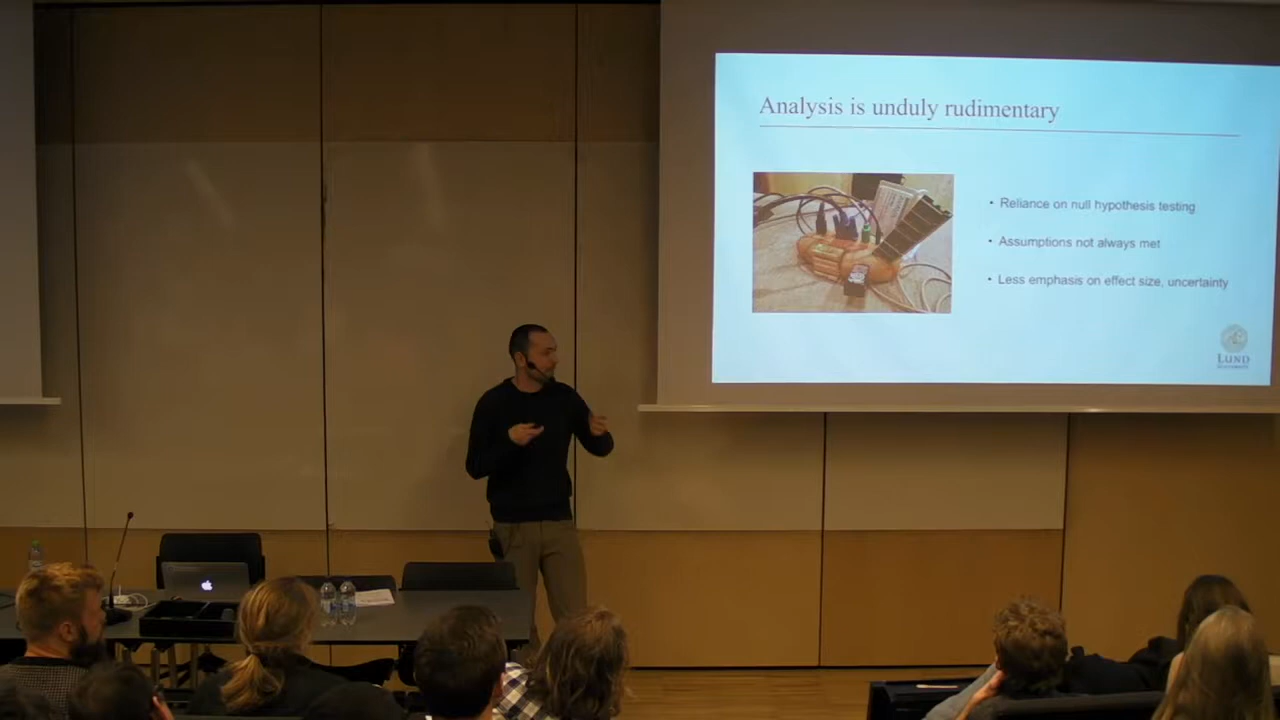 Analysis is unduly rudimentary
• Reliance on null hypothesis testing
• Assumptions not always met
• Less emphasis on effect size, uncertainty
LUND
UNIVERSITY